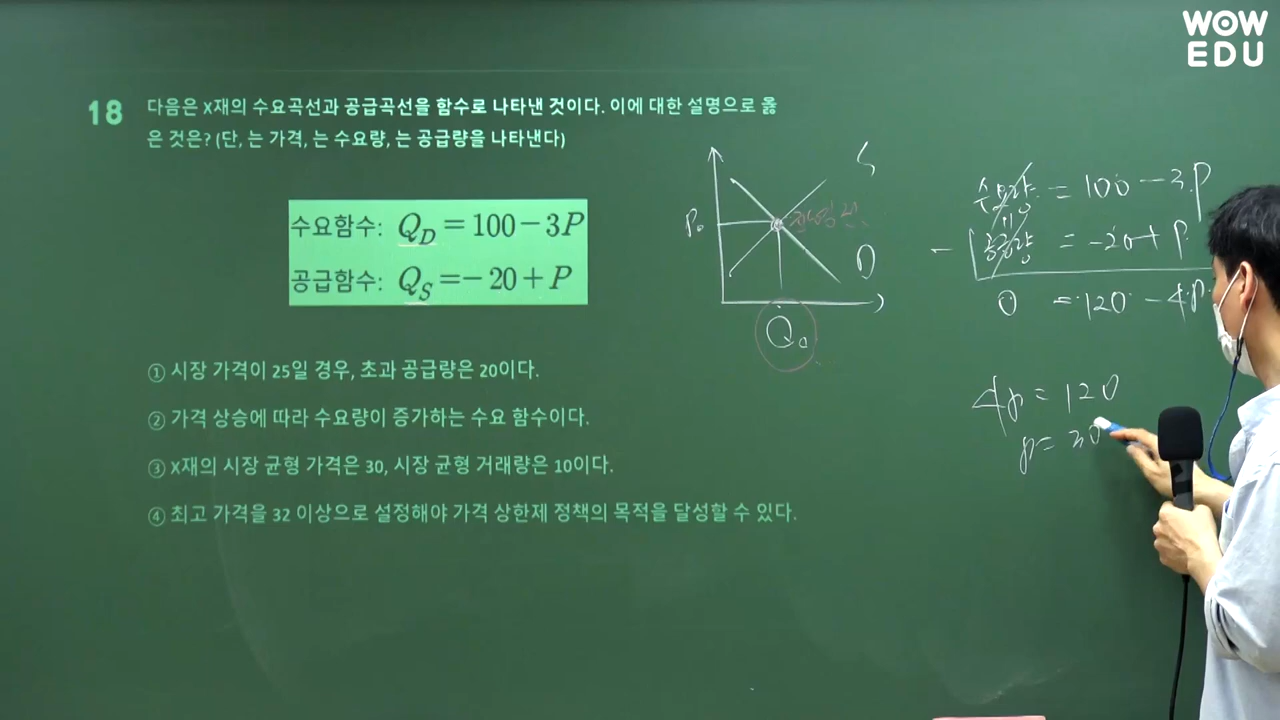 WOW
EDU
18
다음은 X재의 수요곡선과 공급곡선을 함수로 나타낸 것이다. 이에 대한 설명으로 옳
은 것은? (단, 는 가격, 는 수요량, 는 공급량을 나타낸다)
수요함수: Q_D = 100 − 3P
공급함수: Q_S = − 20 + P
① 시장 가격이 25일 경우, 초과 공급량은 20이다.
② 가격 상승에 따라 수요량이 증가하는 수요 함수이다.
③ X재의 시장 균형 가격은 30, 시장 균형 거래량은 10이다.
④ 최고 가격을 32 이상으로 설정해야 가격 상한제 정책의 목적을 달성할 수 있다.
S
P₀
D
Q₀
수요량 = 100 − 3P
− 공급량 = −20 + P
0 = 120 − 4P
4P = 120
P = 30